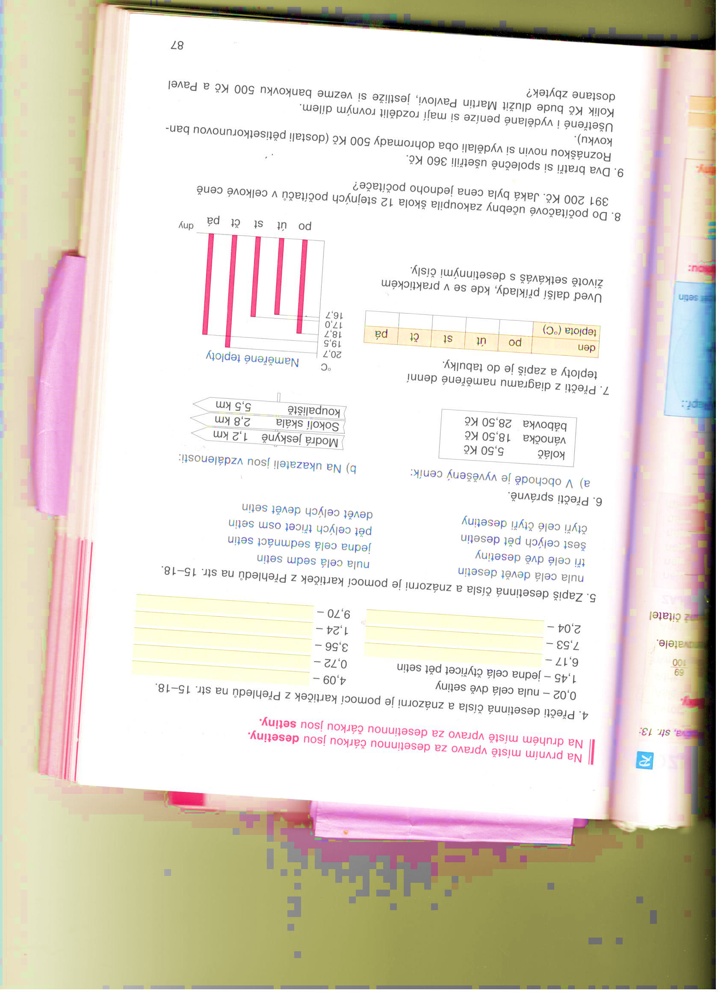 Na prvním místě vpravo za desetinnou čárkou jsou desetiny.
Na druhém místě vpravo za desetinnou čárkou jsou setiny.
4. Přečti desetinná čísla a znázorni je pomocí kartiček z Přehledů na str. 15–18.
0,02 – nula celá dvě setiny
1,45 – jedna celá čtyřicet pět setin
6,17 –
7,53 –
2,04 –
4,09 –
0,72 –
3,56 –
1,24 –
9,70 –
5. Zapiš desetinná čísla a znázorni je pomocí kartiček z Přehledů na str. 15–18.
nula celá devět desetin
tři celé dvě desetiny
šest celých pět desetin
čtyři celé čtyři desetiny
nula celá sedm setin
jedna celá sedmnáct setin
pět celých třicet osm setin
devět celých devět setin
6. Přečti správně.
a) V obchodě je vyvěšený ceník:
koláč 5,50 Kč
vánočka 18,50 Kč
bábovka 28,50 Kč
b) Na ukazateli jsou vzdálenosti:
Modrá jeskyně 1,2 km
Sokolí skála 2,8 km
koupaliště 5,5 km
7. Přečti z diagramu naměřené denní
teploty a zapiš je do tabulky.
den po út st čt pá
teplota (°C)
Uveď další příklady, kde se v praktickém
životě setkáváš s desetinnými čísly.
°C Naměřené teploty
20,7
19,5
18,7
17,0
16,7
po út st čt pá dny
8. Do počítačové učebny zakoupila škola 12 stejných počítačů v celkové ceně
391 200 Kč. Jaká byla cena jednoho počítače?
9. Dva bratři si společně ušetřili 360 Kč.
Roznáškou novin si vydělali oba dohromady 500 Kč (dostali pětisetkorunovou ban-
kovku).
Ušetřené i vydělané peníze si mají rozdělit rovným dílem.
Kolik Kč bude dlužit Martin Pavlovi, jestliže si vezme bankovku 500 Kč a Pavel
dostane zbytek?
87
R
str. 13:
69
100
čitatel
setin